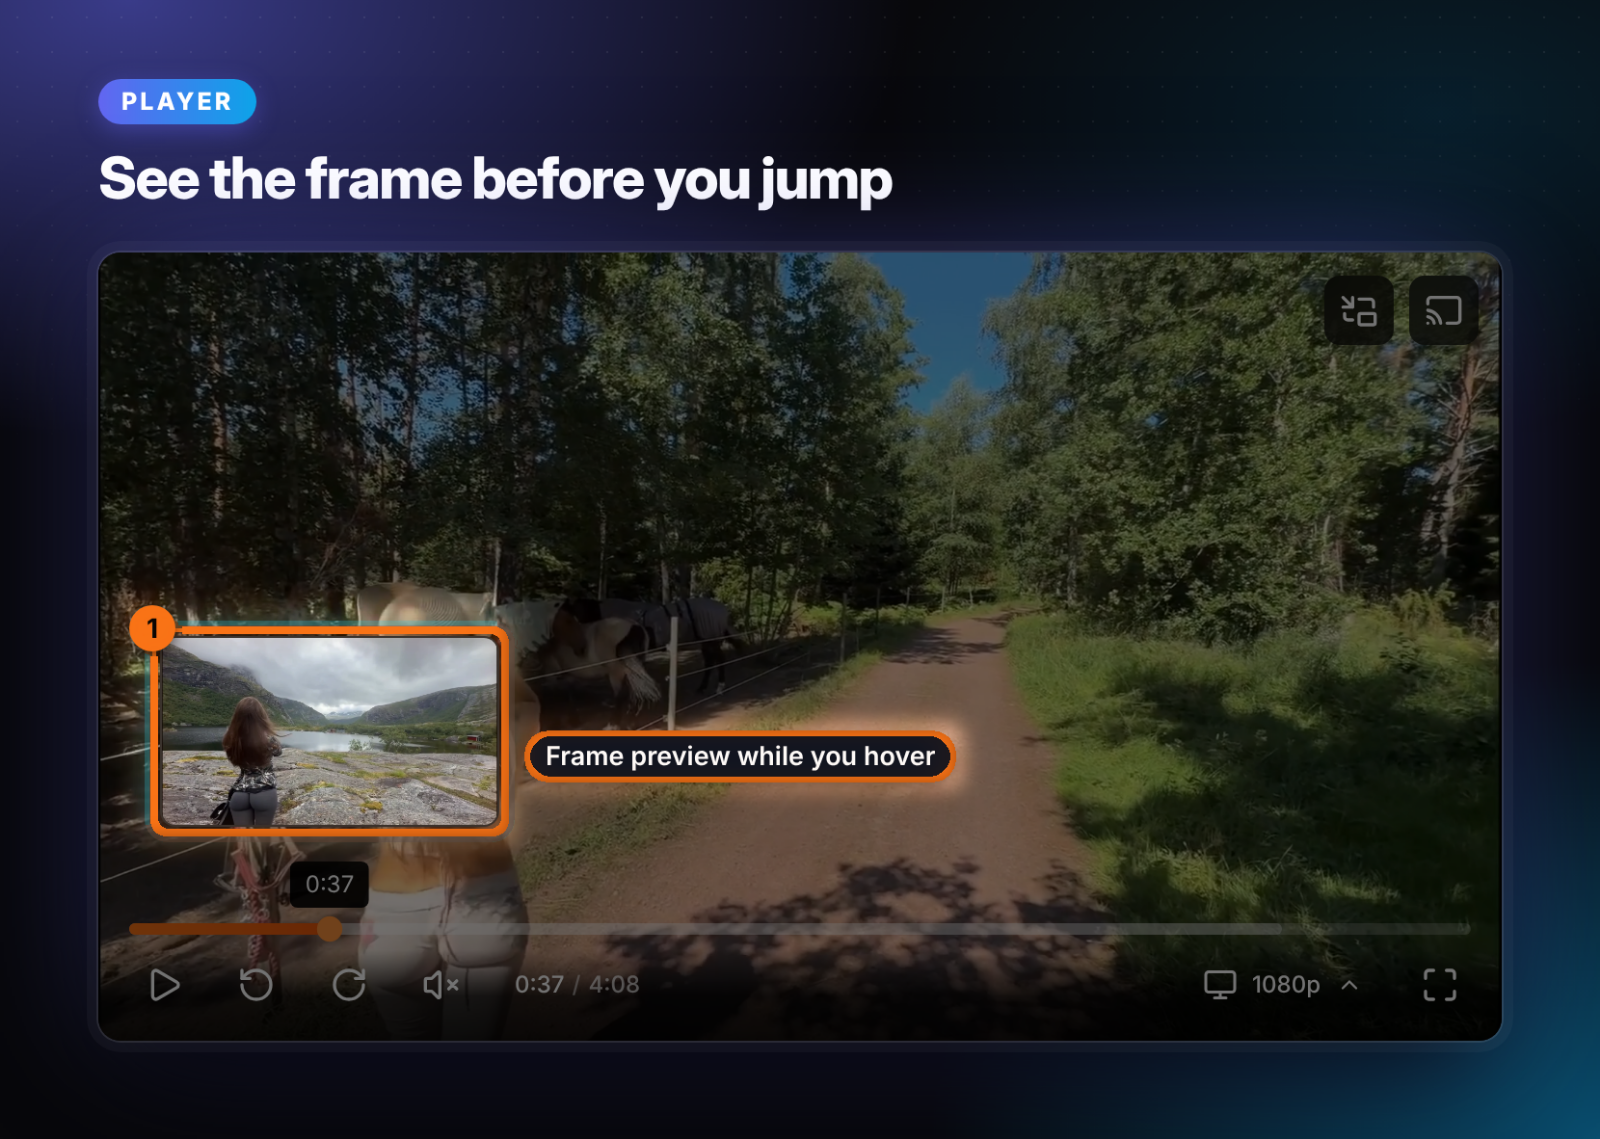 PLAYER
See the frame before you jump
1
Frame preview while you hover
0:37
0:37 / 4:08
1080p